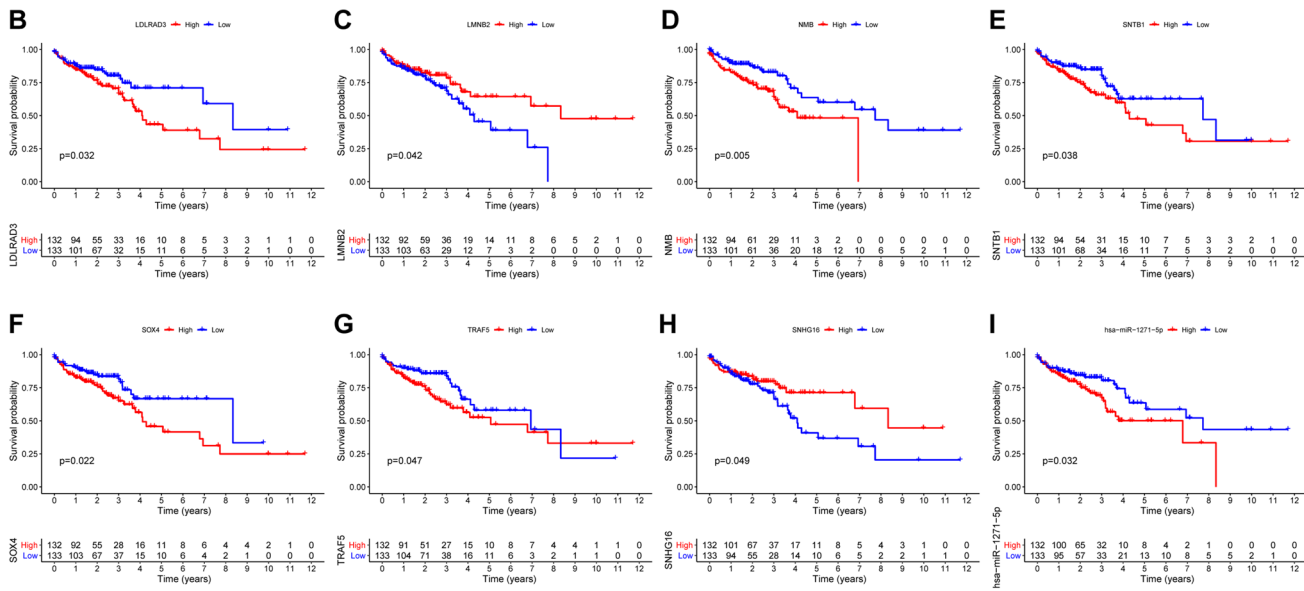 B
LDLRAD3 High Low
Survival probability
1.00
0.75
0.50
0.25
0.00
p=0.032
0 1 2 3 4 5 6 7 8 9 10 11 12
Time (years)
LDLRAD3
High 132 94 55 33 16 10 8 5 3 3 1 1 0
Low 133 101 67 32 15 11 6 5 3 2 1 0 0
0 1 2 3 4 5 6 7 8 9 10 11 12
Time (years)
C
LMNB2 High Low
Survival probability
1.00
0.75
0.50
0.25
0.00
p=0.042
0 1 2 3 4 5 6 7 8 9 10 11 12
Time (years)
LMNB2
High 132 92 59 36 19 14 11 8 6 5 2 1 0
Low 133 103 63 29 12 7 3 2 0 0 0 0 0
0 1 2 3 4 5 6 7 8 9 10 11 12
Time (years)
D
NMB High Low
Survival probability
1.00
0.75
0.50
0.25
0.00
p=0.005
0 1 2 3 4 5 6 7 8 9 10 11 12
Time (years)
NMB
High 132 94 61 29 11 3 2 0 0 0 0 0 0
Low 133 101 61 36 20 18 12 10 6 5 2 1 0
0 1 2 3 4 5 6 7 8 9 10 11 12
Time (years)
E
SNTB1 High Low
Survival probability
1.00
0.75
0.50
0.25
0.00
p=0.038
0 1 2 3 4 5 6 7 8 9 10 11 12
Time (years)
SNTB1
High 132 94 54 31 15 10 7 5 3 3 2 1 0
Low 133 101 68 34 16 11 7 5 3 2 0 0 0
0 1 2 3 4 5 6 7 8 9 10 11 12
Time (years)
F
SOX4 High Low
Survival probability
1.00
0.75
0.50
0.25
0.00
p=0.022
0 1 2 3 4 5 6 7 8 9 10 11 12
Time (years)
SOX4
High 132 92 55 28 16 11 8 6 4 4 2 1 0
Low 133 103 67 37 15 10 6 4 2 1 0 0 0
0 1 2 3 4 5 6 7 8 9 10 11 12
Time (years)
G
TRAF5 High Low
Survival probability
1.00
0.75
0.50
0.25
0.00
p=0.047
0 1 2 3 4 5 6 7 8 9 10 11 12
Time (years)
TRAF5
High 132 91 51 27 15 10 8 7 4 4 1 1 0
Low 133 104 71 38 16 11 6 3 2 1 1 0 0
0 1 2 3 4 5 6 7 8 9 10 11 12
Time (years)
H
SNHG16 High Low
Survival probability
1.00
0.75
0.50
0.25
0.00
p=0.049
0 1 2 3 4 5 6 7 8 9 10 11 12
Time (years)
SNHG16
High 132 101 67 37 17 11 8 5 4 3 1 0 0
Low 133 94 55 28 14 10 6 5 2 2 1 1 0
0 1 2 3 4 5 6 7 8 9 10 11 12
Time (years)
I
hsa−miR−1271−5p High Low
Survival probability
1.00
0.75
0.50
0.25
0.00
p=0.032
0 1 2 3 4 5 6 7 8 9 10 11 12
Time (years)
hsa−miR−1271−5p
High 132 100 65 32 10 8 4 2 1 0 0 0 0
Low 133 95 57 33 21 13 10 8 5 5 2 1 0
0 1 2 3 4 5 6 7 8 9 10 11 12
Time (years)